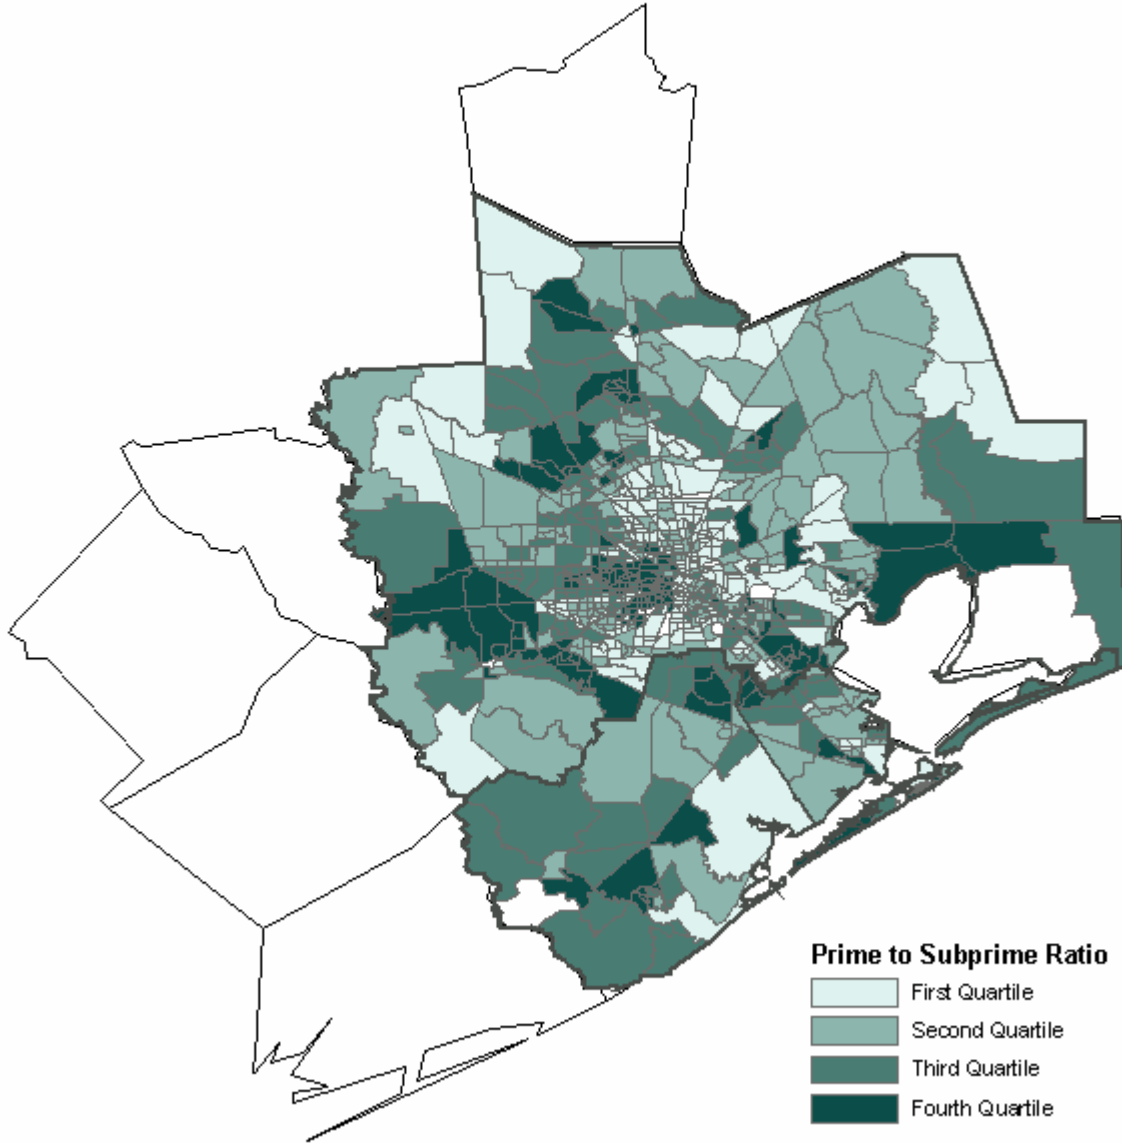 Prime to Subprime Ratio
First Quartile
Second Quartile
Third Quartile
Fourth Quartile